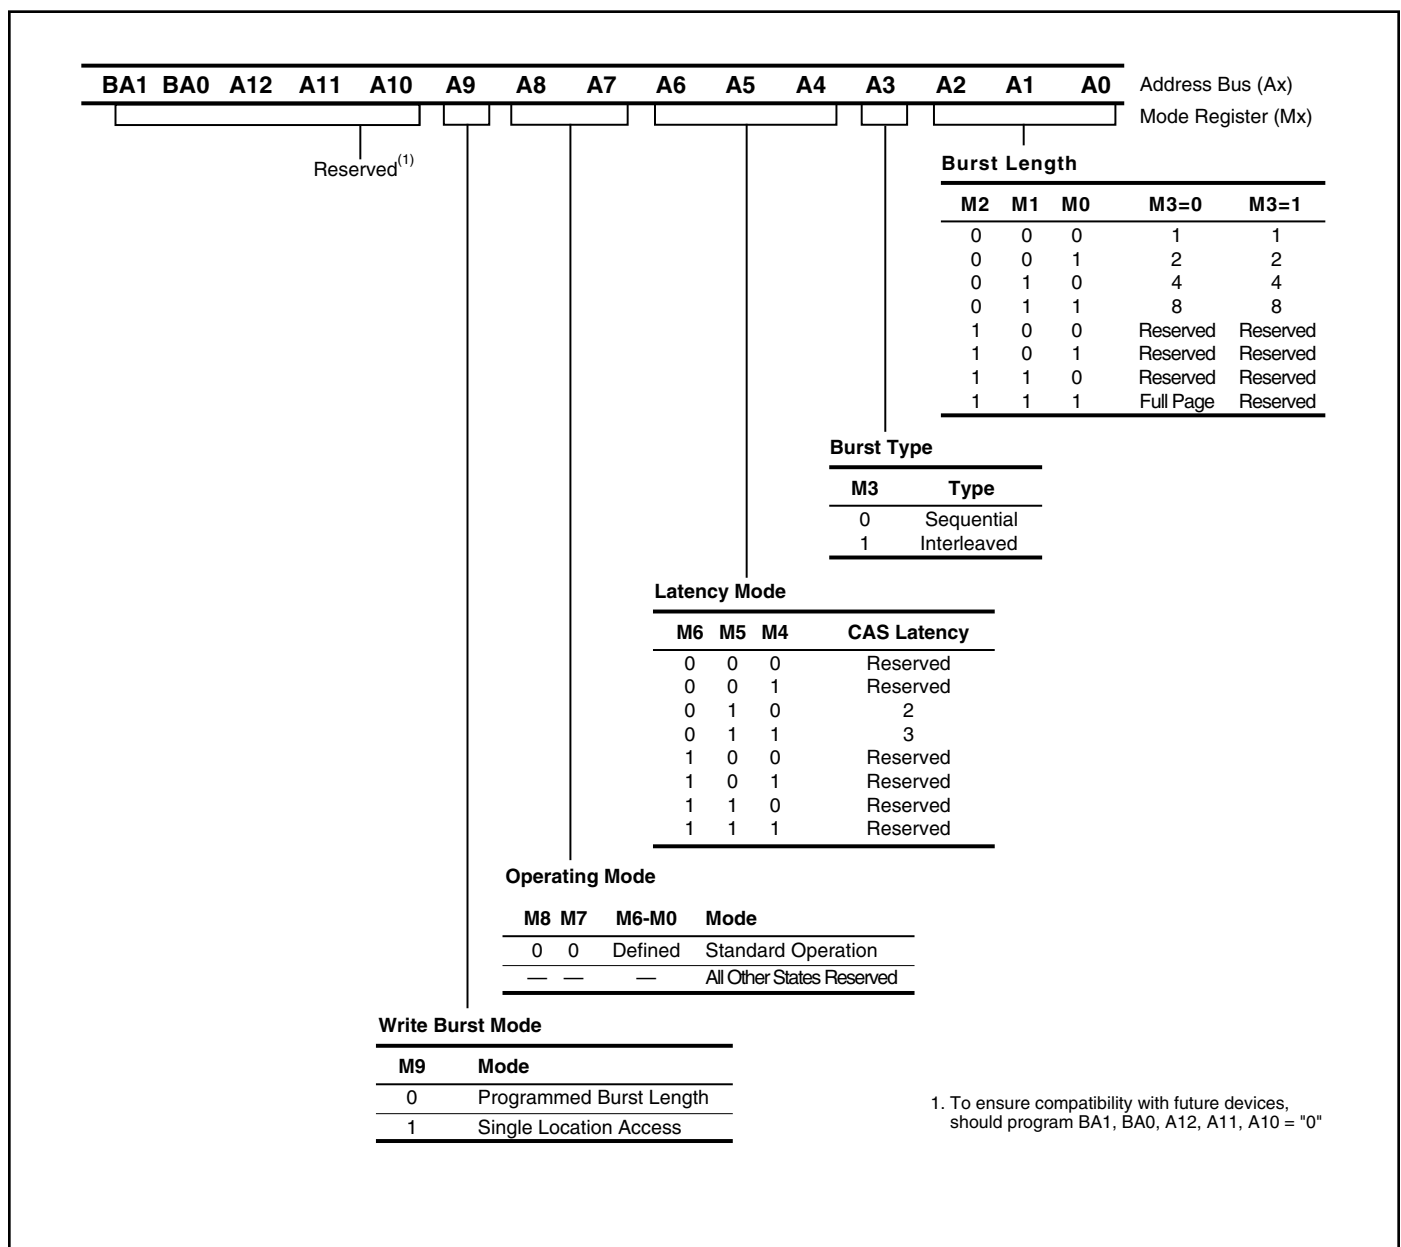 BA1 BA0 A12 A11 A10 A9 A8 A7 A6 A5 A4 A3 A2 A1 A0 Address Bus (Ax)
Mode Register (Mx)
Reserved(1)
Burst Length
M2 M1 M0 M3=0 M3=1
0 0 0 1 1
0 0 1 2 2
0 1 0 4 4
0 1 1 8 8
1 0 0 Reserved Reserved
1 0 1 Reserved Reserved
1 1 0 Reserved Reserved
1 1 1 Full Page Reserved
Burst Type
M3 Type
0 Sequential
1 Interleaved
Latency Mode
M6 M5 M4 CAS Latency
0 0 0 Reserved
0 0 1 Reserved
0 1 0 2
0 1 1 3
1 0 0 Reserved
1 0 1 Reserved
1 1 0 Reserved
1 1 1 Reserved
Operating Mode
M8 M7 M6-M0 Mode
0 0 Defined Standard Operation
— — — All Other States Reserved
Write Burst Mode
M9 Mode
0 Programmed Burst Length
1 Single Location Access
1. To ensure compatibility with future devices,
should program BA1, BA0, A12, A11, A10 = "0"